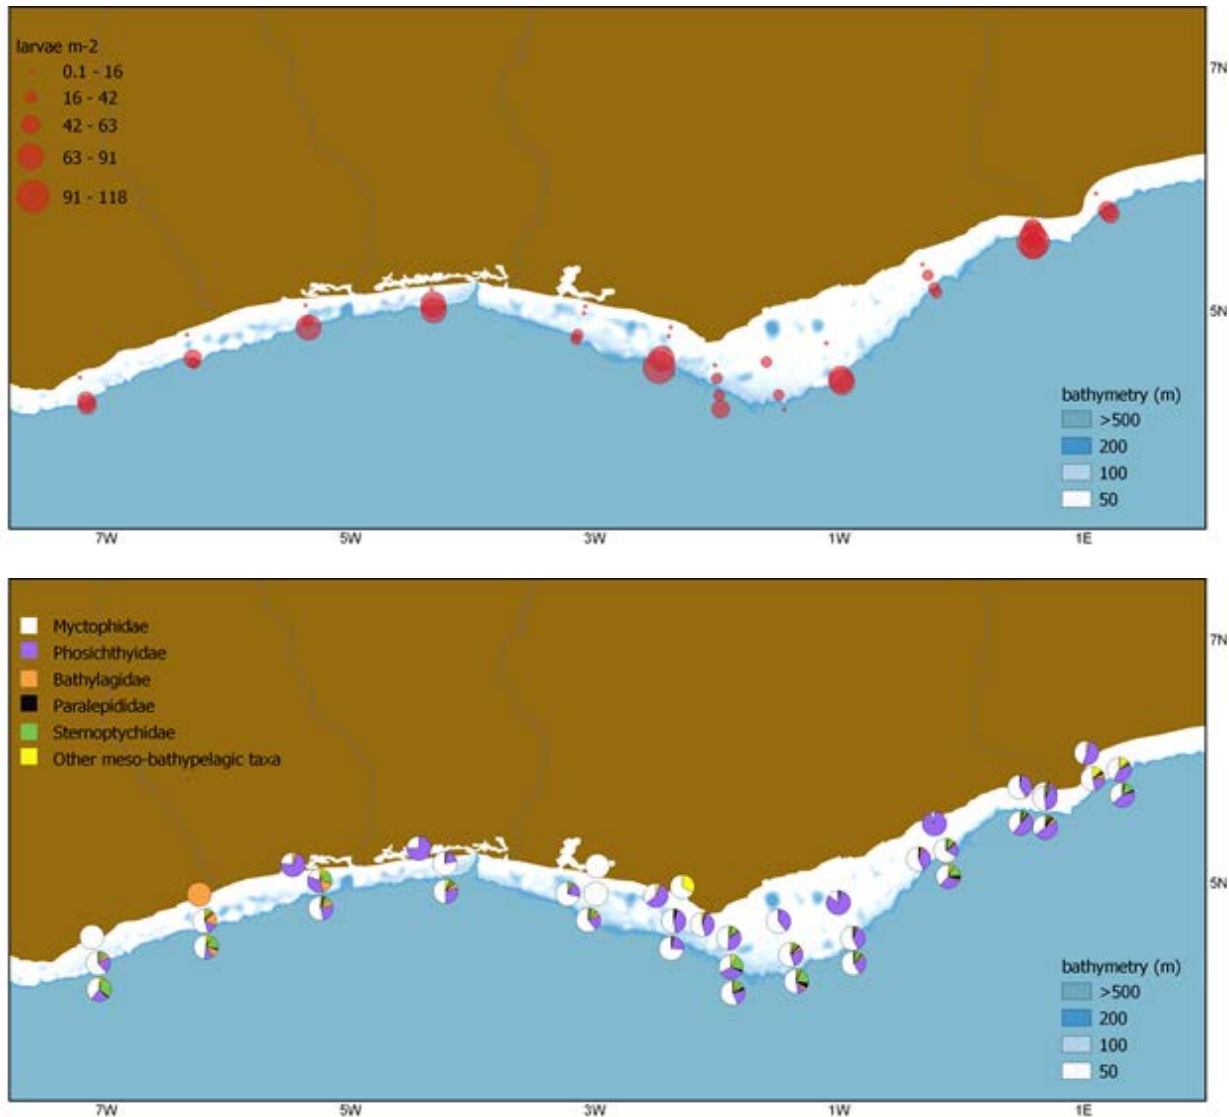 larvae m-2
0.1 - 16
16 - 42
42 - 63
63 - 91
91 - 118
7N
5N
bathymetry (m)
>500
200
100
50
7W
5W
3W
1W
1E
Myctophidae
Phosichthyidae
Bathylagidae
Paralepididae
Sternoptychidae
Other meso-bathypelagic taxa
7N
5N
bathymetry (m)
>500
200
100
50
7W
5W
3W
1W
1E